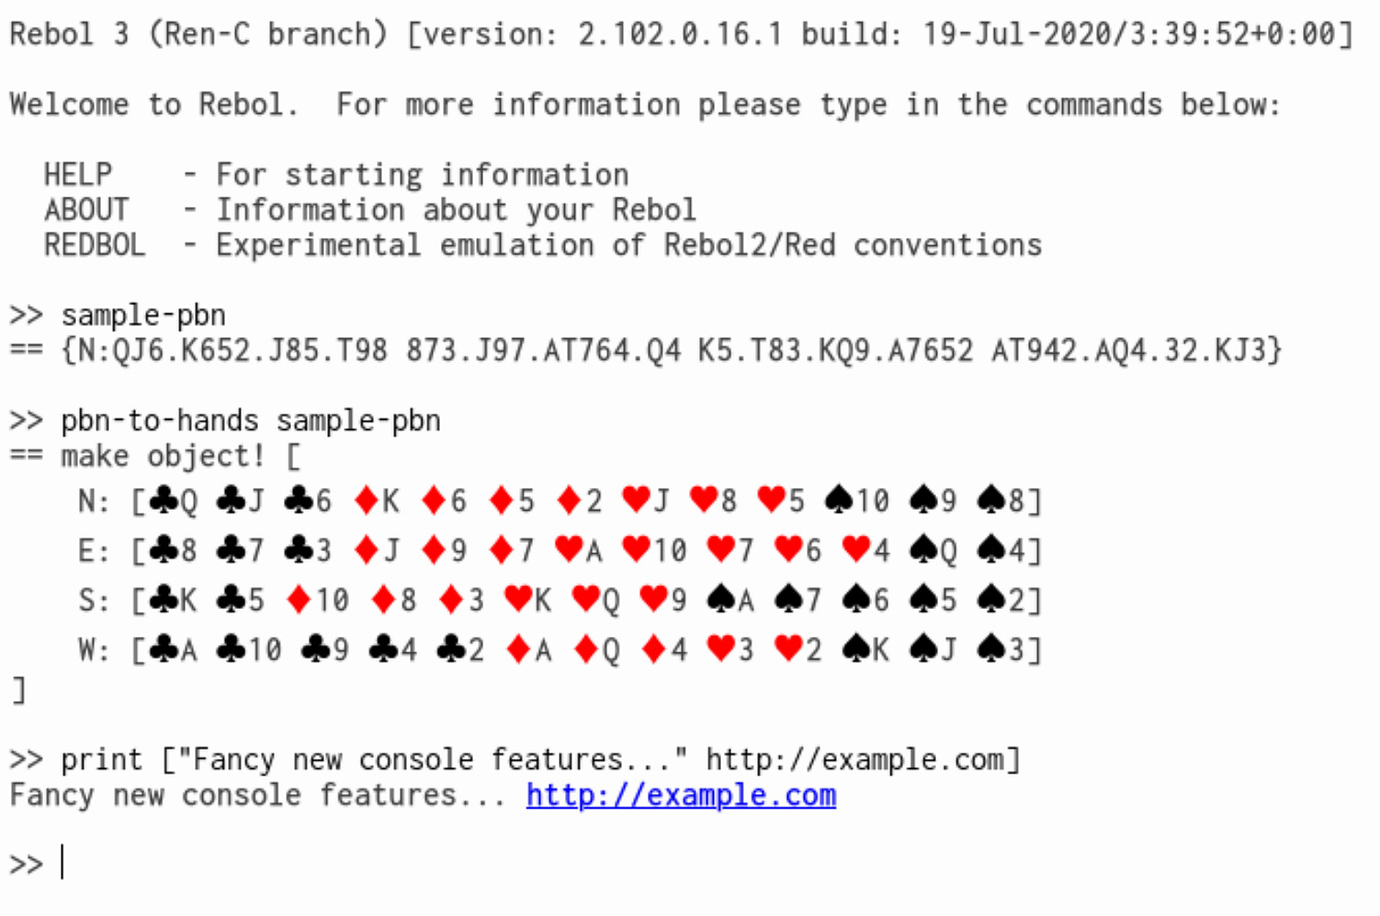 Rebol 3 (Ren-C branch) [version: 2.102.0.16.1 build: 19-Jul-2020/3:39:52+0:00]
Welcome to Rebol.  For more information please type in the commands below:
  HELP    - For starting information
  ABOUT   - Information about your Rebol
  REDBOL  - Experimental emulation of Rebol2/Red conventions
>> sample-pbn
== {N:QJ6.K652.J85.T98 873.J97.AT764.Q4 K5.T83.KQ9.A7652 AT942.AQ4.32.KJ3}
>> pbn-to-hands sample-pbn
== make object! [
    N: [♣Q ♣J ♣6 ♦K ♦6 ♦5 ♦2 ♥J ♥8 ♥5 ♠10 ♠9 ♠8]
    E: [♣8 ♣7 ♣3 ♦J ♦9 ♦7 ♥A ♥10 ♥7 ♥6 ♥4 ♠Q ♠4]
    S: [♣K ♣5 ♦10 ♦8 ♦3 ♥K ♥Q ♥9 ♠A ♠7 ♠6 ♠5 ♠2]
    W: [♣A ♣10 ♣9 ♣4 ♣2 ♦A ♦Q ♦4 ♥3 ♥2 ♠K ♠J ♠3]
]
>> print ["Fancy new console features..." http://example.com]
Fancy new console features... http://example.com
>>